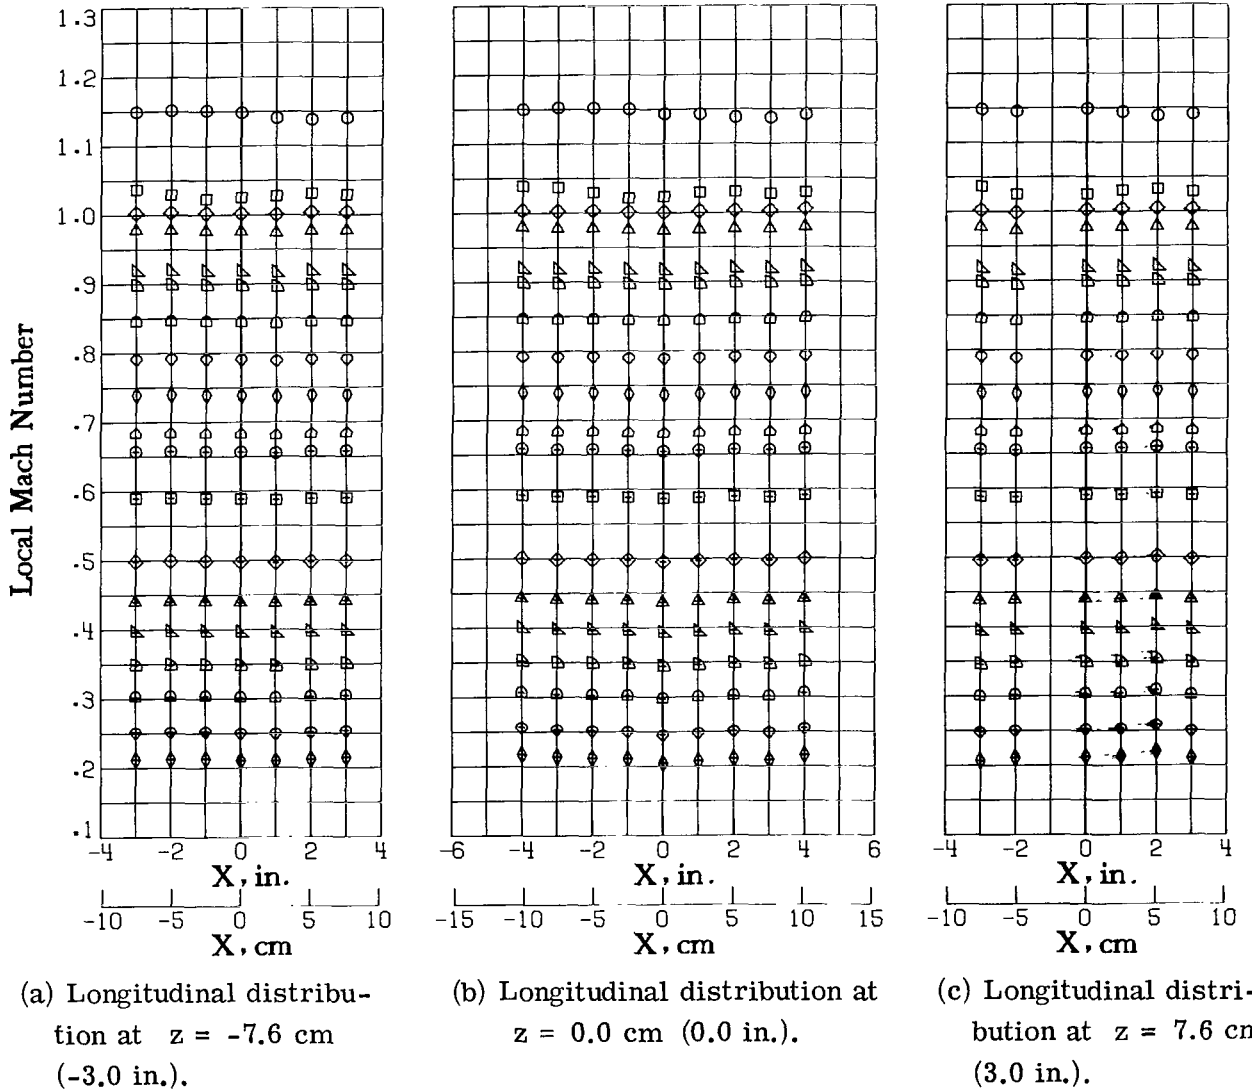 Local Mach Number
1.3
1.2
1.1
1.0
.9
.8
.7
.6
.5
.4
.3
.2
.1
-4 -2 0 2 4
X, in.
-10 -5 0 5 10
X, cm
(a) Longitudinal distribu-
tion at z = -7.6 cm
(-3.0 in.).
-6 -4 -2 0 2 4 6
X, in.
-15 -10 -5 0 5 10 15
X, cm
(b) Longitudinal distribution at
z = 0.0 cm (0.0 in.).
-4 -2 0 2 4
X, in.
-10 -5 0 5 10
X, cm
(c) Longitudinal distri-
bution at z = 7.6 cm
(3.0 in.).